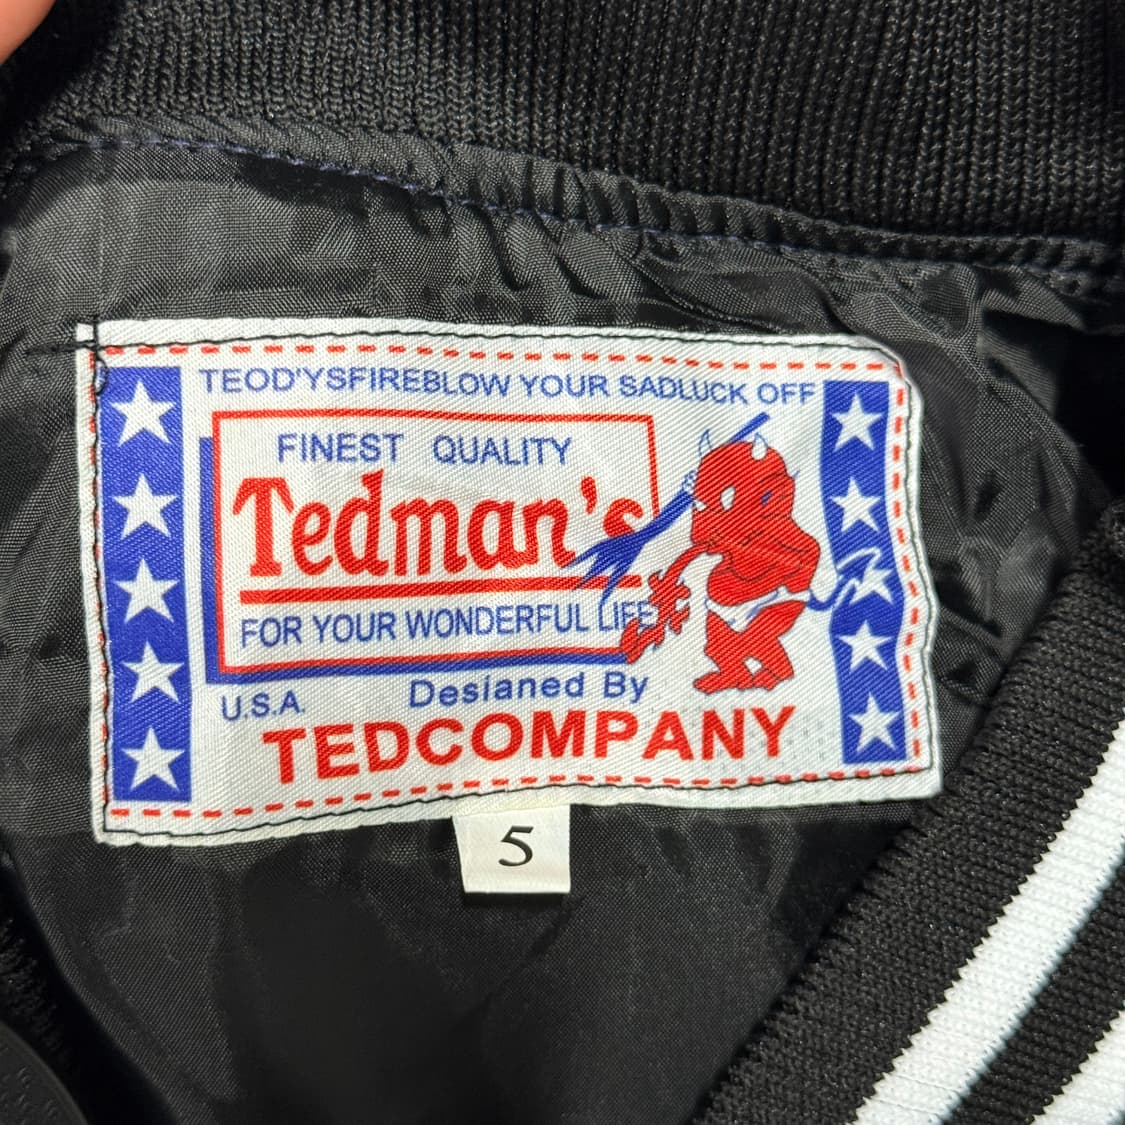 TEOD'YSFIREBLOW YOUR SADLUCK OFF
FINEST QUALITY
Tedman's
FOR YOUR WONDERFUL LIFE
U.S.A. Desianed By
TEDCOMPANY
5